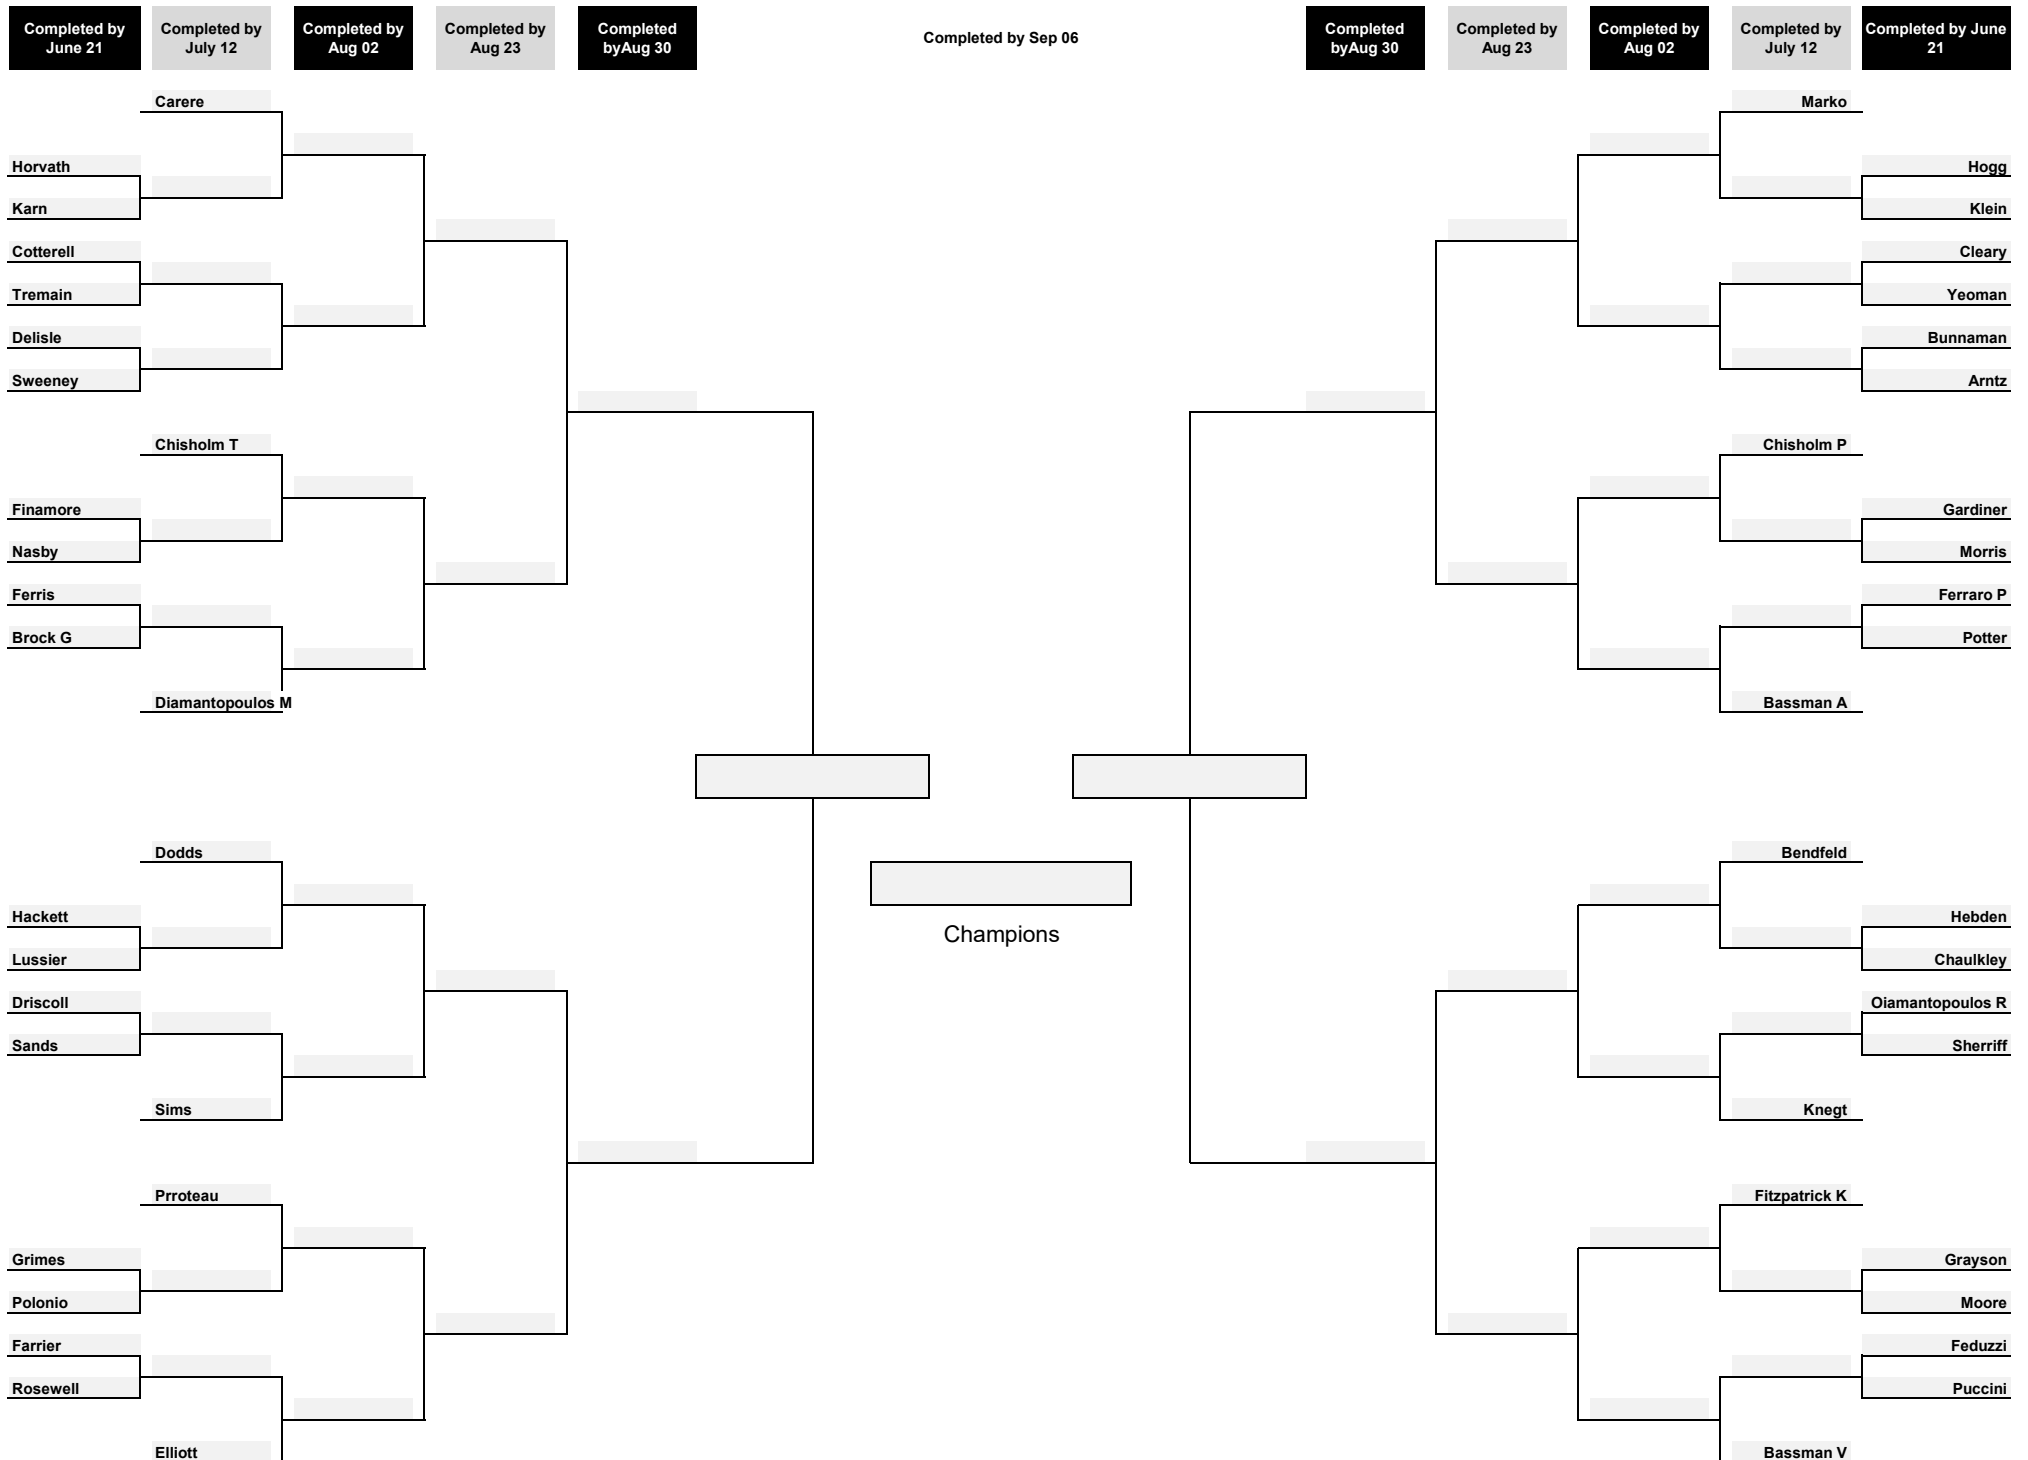 Completed by
June 21
Completed by
July 12
Completed by
Aug 02
Completed by
Aug 23
Completed
byAug 30
Completed by Sep 06
Completed
byAug 30
Completed by
Aug 23
Completed by
Aug 02
Completed by
July 12
Completed by June
21
Carere
Marko
Horvath
Hogg
Karn
Klein
Cotterell
Cleary
Tremain
Yeoman
Delisle
Bunnaman
Sweeney
Arntz
Chisholm T
Chisholm P
Finamore
Gardiner
Nasby
Morris
Ferris
Ferraro P
Brock G
Potter
Diamantopoulos M
Bassman A
Dodds
Bendfeld
Hackett
Hebden
Champions
Lussier
Chaulkley
Driscoll
Oiamantopoulos R
Sands
Sherriff
Sims
Knegt
Prroteau
Fitzpatrick K
Grimes
Grayson
Polonio
Moore
Farrier
Feduzzi
Rosewell
Puccini
Elliott
Bassman V